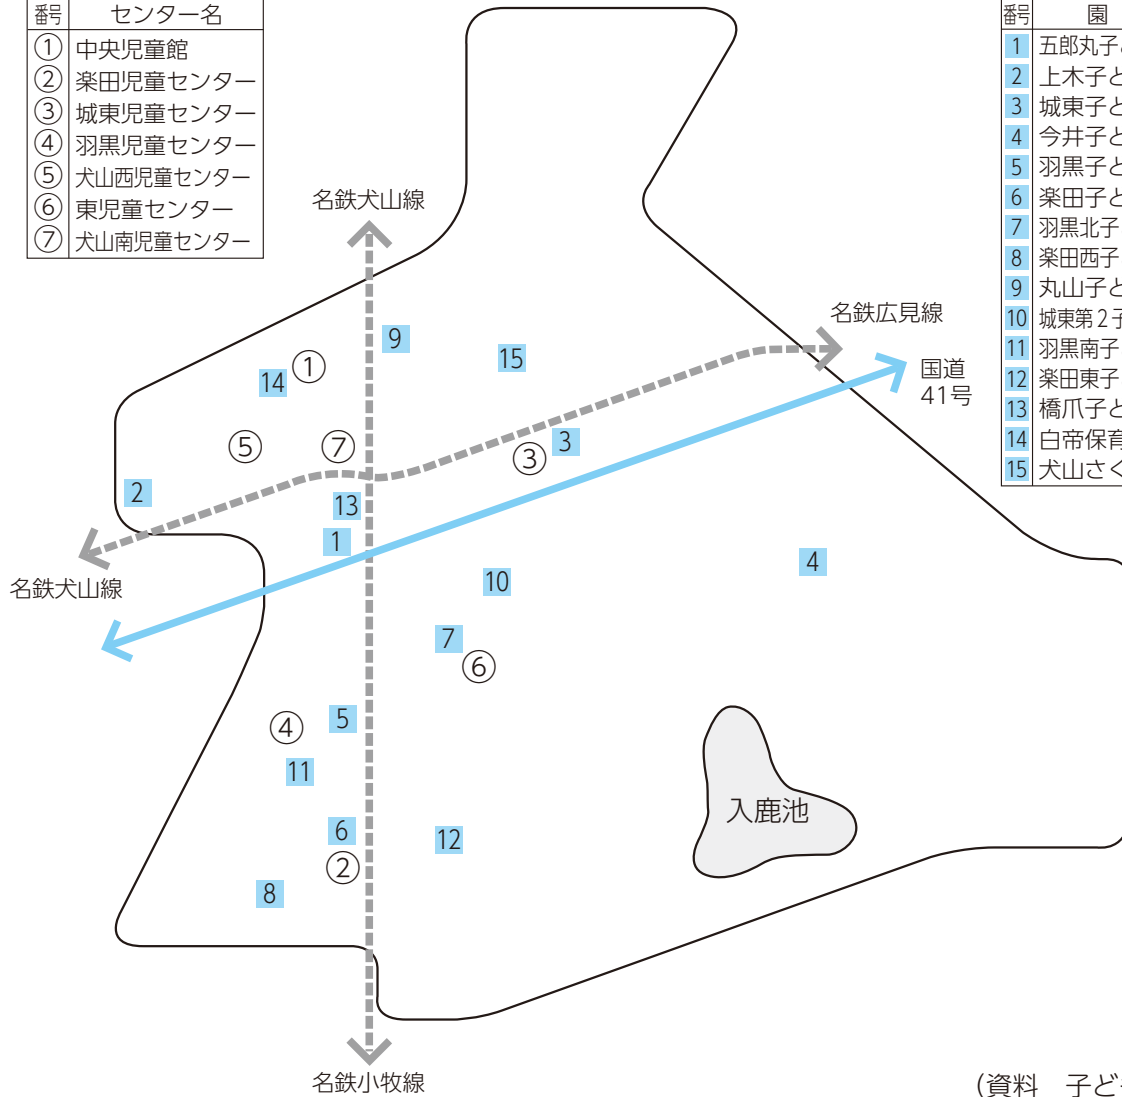 番号 センター名
① 中央児童館
② 楽田児童センター
③ 城東児童センター
④ 羽黒児童センター
⑤ 犬山西児童センター
⑥ 東児童センター
⑦ 犬山南児童センター
番号 園
1 五郎丸子
2 上木子と
3 城東子と
4 今井子と
5 羽黒子と
6 楽田子と
7 羽黒北子
8 楽田西子
9 丸山子と
10 城東第2子
11 羽黒南子
12 楽田東子
13 橋爪子と
14 白帝保育
15 犬山さく
名鉄犬山線
名鉄広見線
国道
41号
9
15
①
14
⑤
⑦
③
3
2
13
1
名鉄犬山線
10
4
7
⑥
5
④
11
入鹿池
6
12
②
8
名鉄小牧線
(資料 子ど